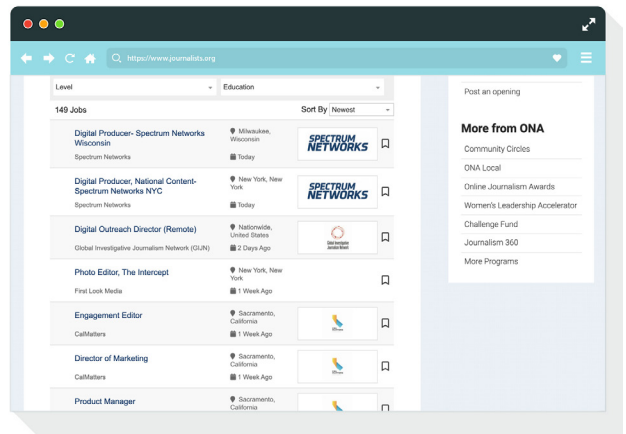 https://www.journalists.org
Level
Education
149 Jobs
Sort By Newest
Digital Producer- Spectrum Networks
Wisconsin
Spectrum Networks
Milwaukee,
Wisconsin
Today
SPECTRUM
NETWORKS
Digital Producer, National Content-
Spectrum Networks NYC
Spectrum Networks
New York, New
York
Today
SPECTRUM
NETWORKS
Digital Outreach Director (Remote)
Global Investigative Journalism Network (GIJN)
Nationwide,
United States
2 Days Ago
Global Investigative
Journalism Network
Photo Editor, The Intercept
First Look Media
New York, New
York
1 Week Ago
Engagement Editor
CalMatters
Sacramento,
California
1 Week Ago
Director of Marketing
CalMatters
Sacramento,
California
1 Week Ago
Product Manager
Sacramento,
California
Post an opening
More from ONA
Community Circles
ONA Local
Online Journalism Awards
Women's Leadership Accelerator
Challenge Fund
Journalism 360
More Programs